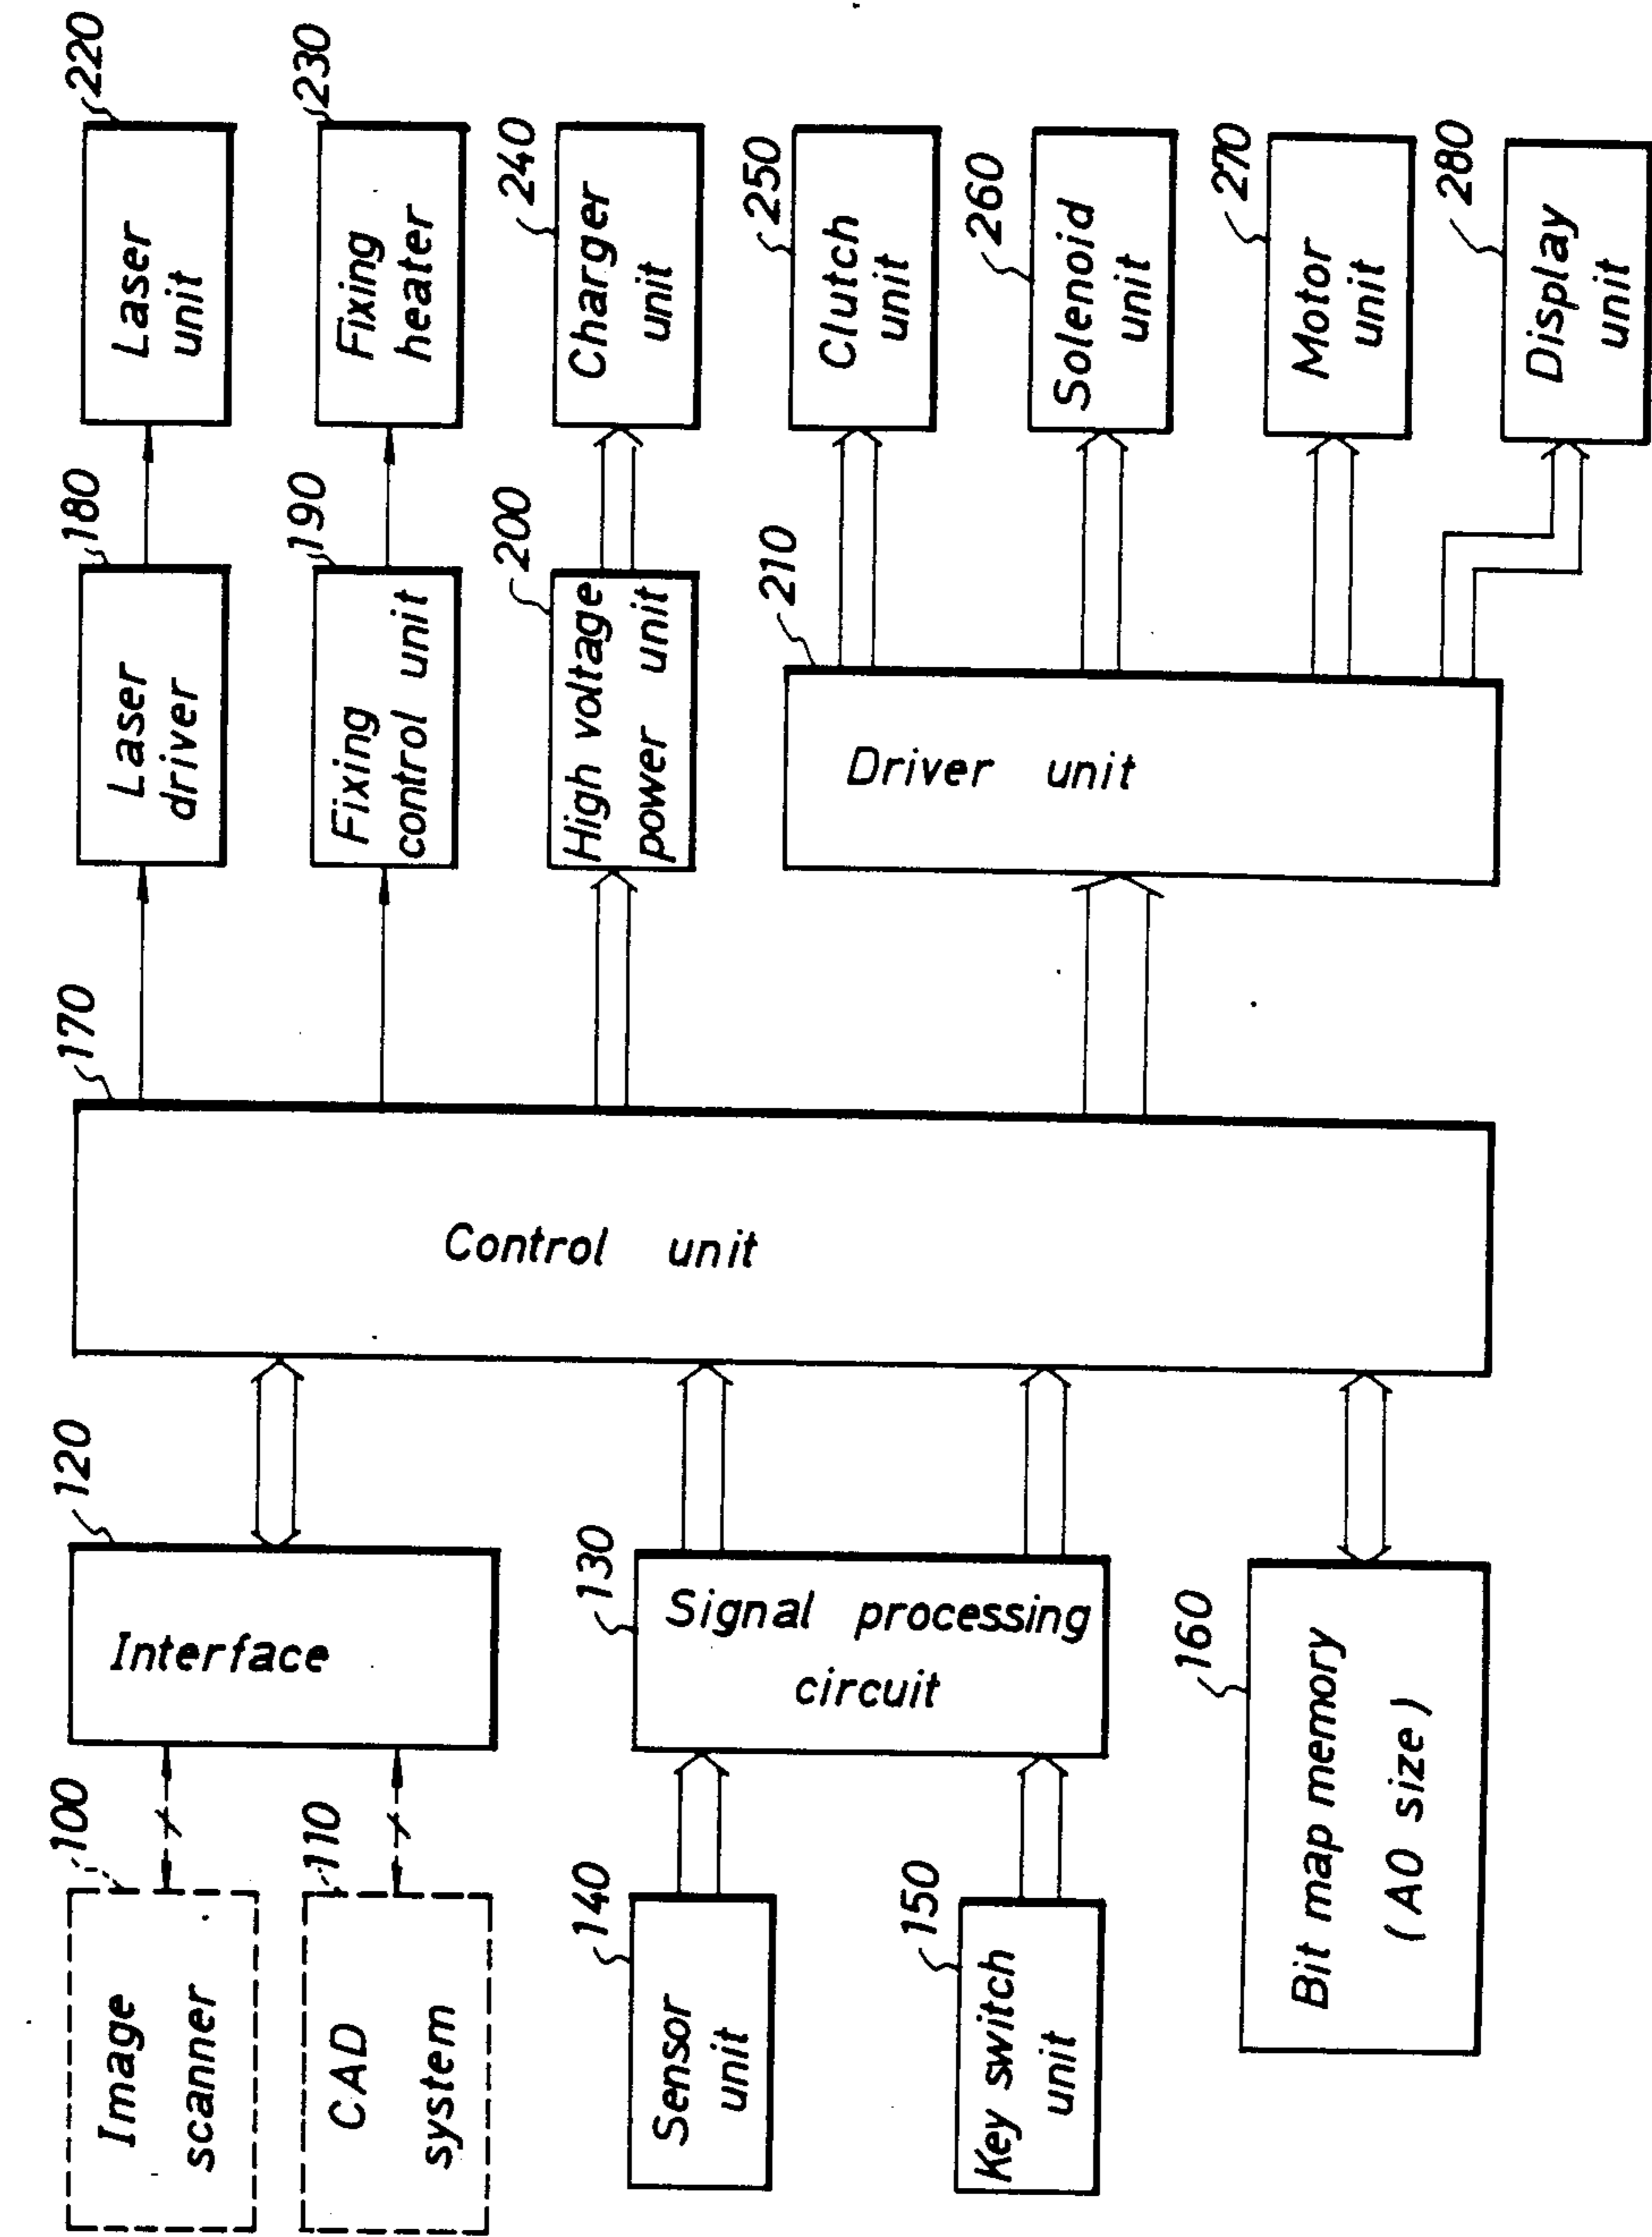 100
Image
scanner
110
CAD
system
120
Interface
130
Signal processing
circuit
140
Sensor
unit
150
Key switch
unit
160
Bit map memory
(A0 size)
170
Control unit
180
Laser
driver
190
Fixing
control unit
200
High voltage
power unit
210
Driver unit
220
Laser
unit
230
Fixing
heater
240
Charger
unit
250
Clutch
unit
260
Solenoid
unit
270
Motor
unit
280
Display
unit